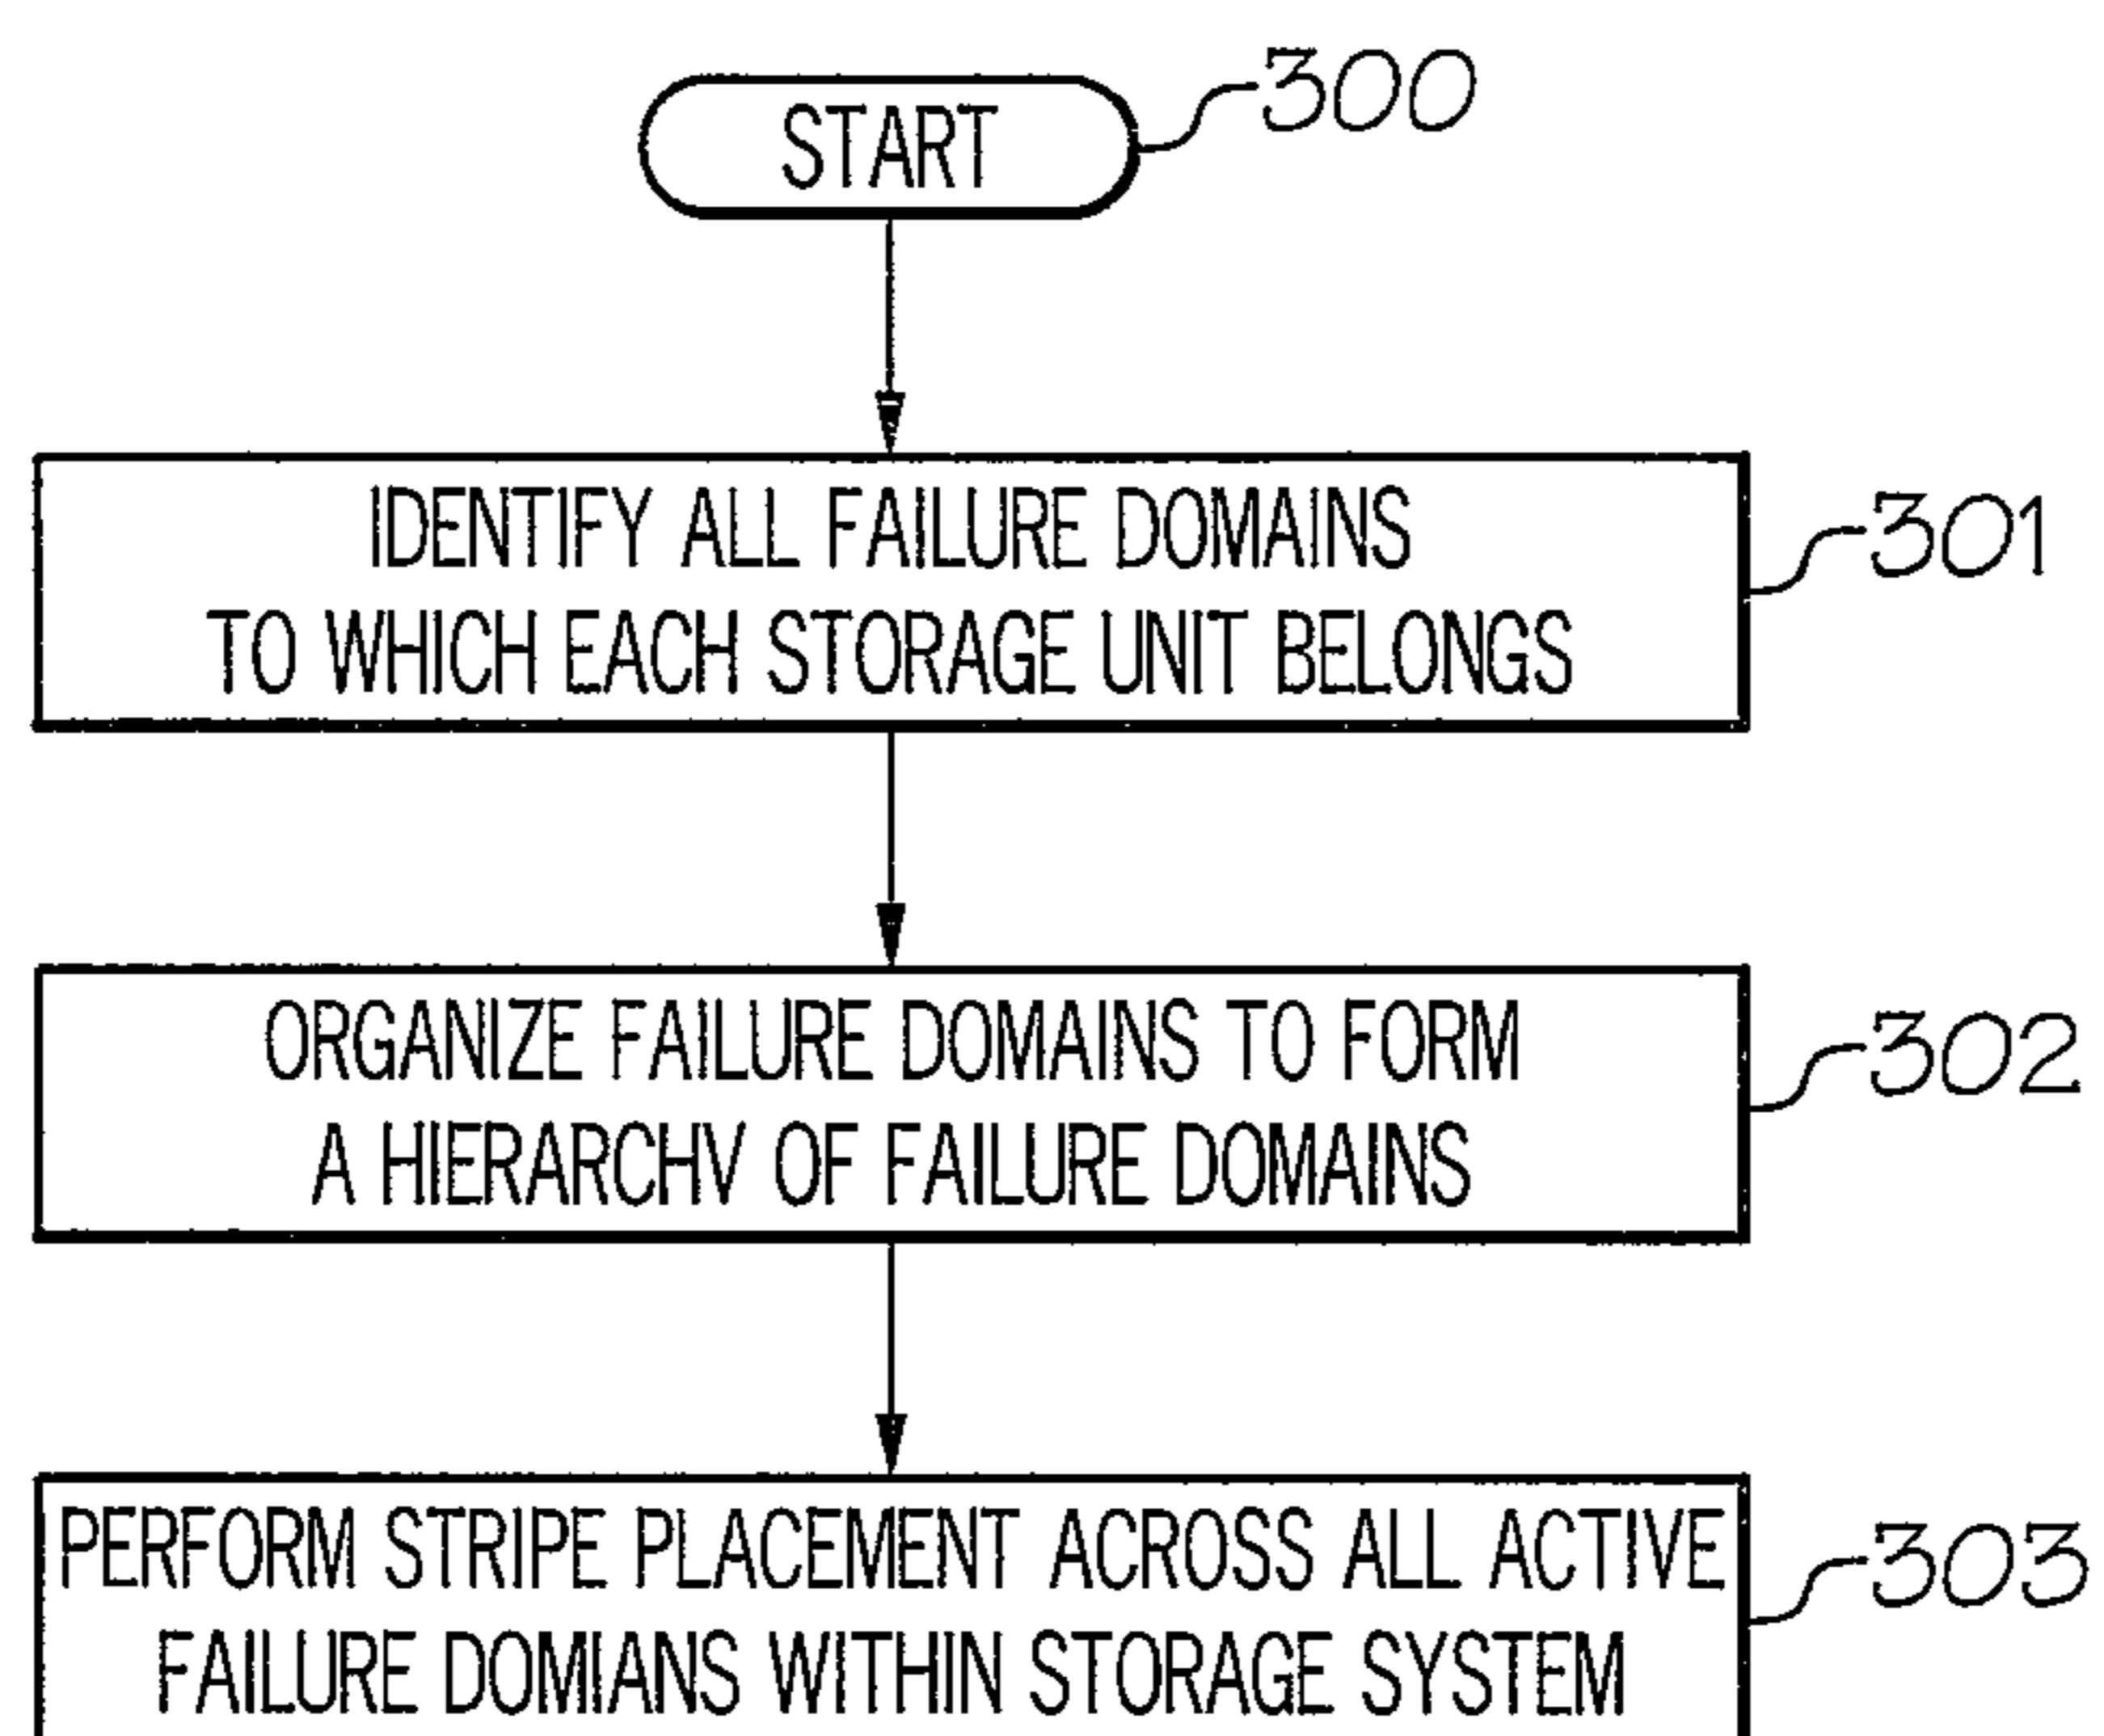 START
300
IDENTIFY ALL FAILURE DOMAINS
TO WHICH EACH STORAGE UNIT BELONGS
301
ORGANIZE FAILURE DOMAINS TO FORM
A HIERARCHV OF FAILURE DOMAINS
302
PERFORM STRIPE PLACEMENT ACROSS ALL ACTIVE
FAILURE DOMIANS WITHIN STORAGE SYSTEM
303